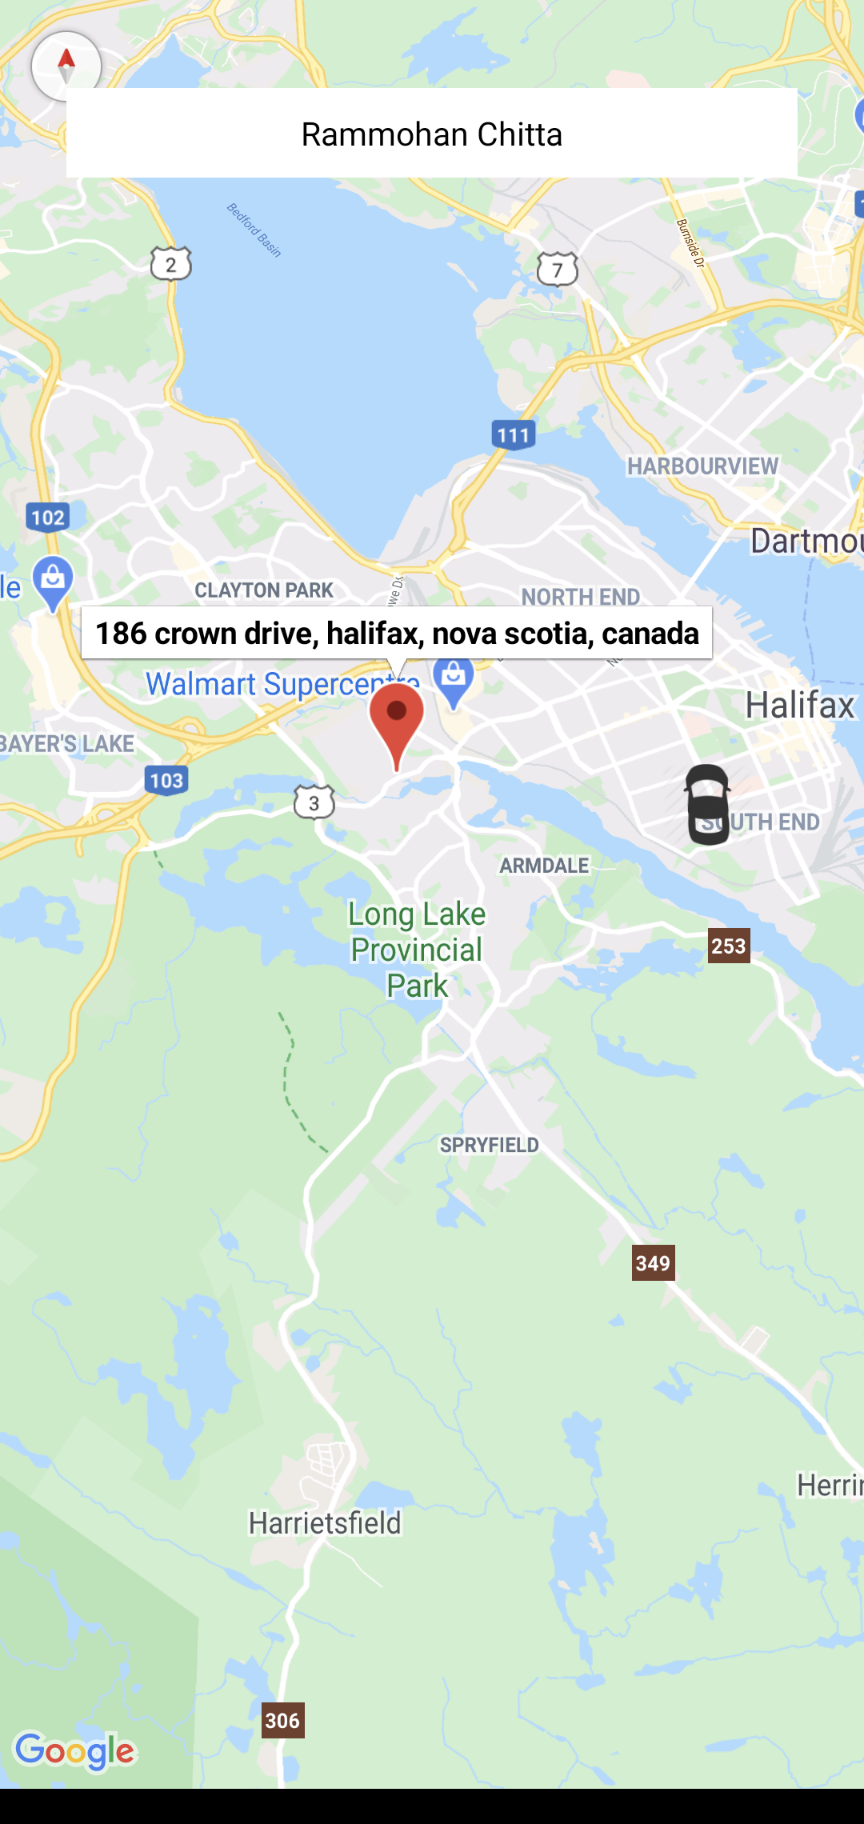 Rammohan Chitta
Bedford Basin
Burnside Dr
2
7
111
HARBOURVIEW
102
Dartmou
le
CLAYTON PARK
NORTH END
186 crown drive, halifax, nova scotia, canada
Walmart Supercentre
Halifax
BAYER'S LAKE
103
3
SOUTH END
ARMDALE
Long Lake
Provincial
Park
253
SPRYFIELD
349
Herrin
Harrietsfield
306
Google